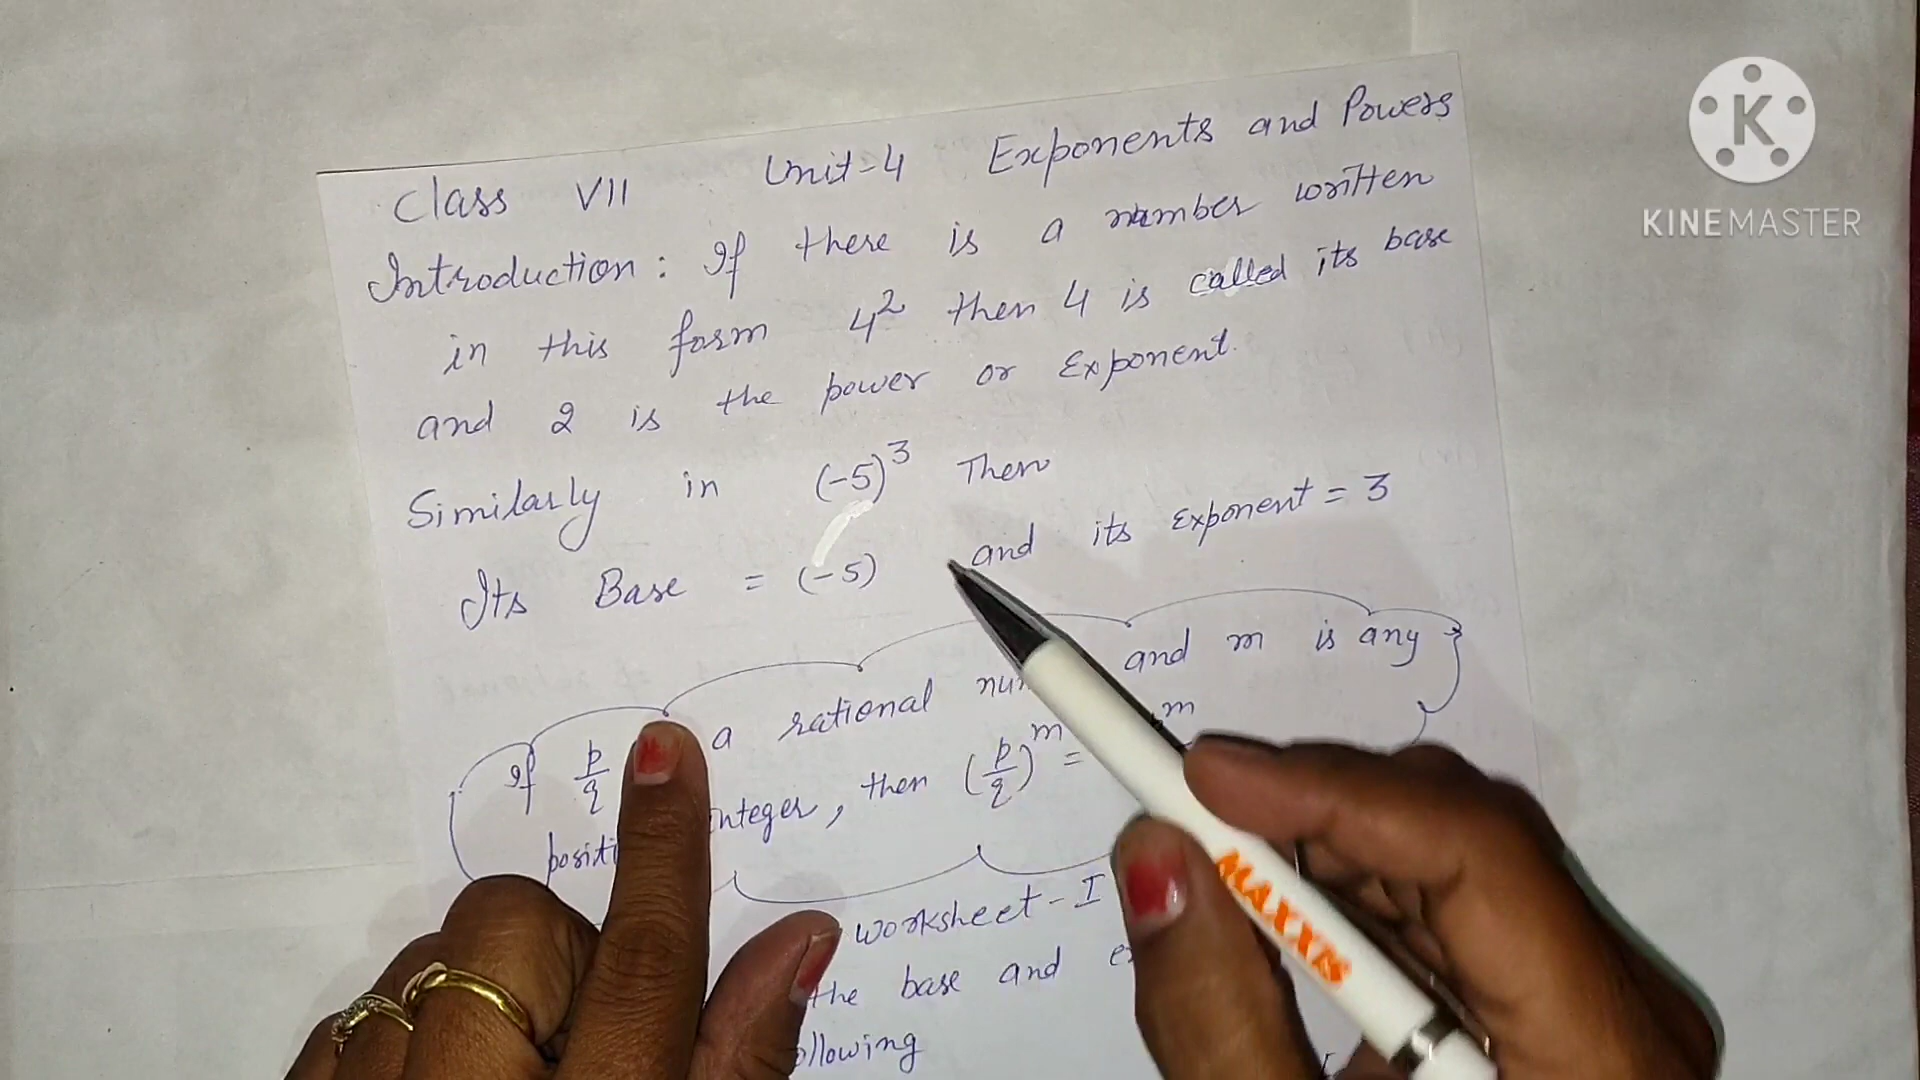 Class VII Unit-4 Exponents and Powers
Introduction: If there is a number written
in this form 4² then 4 is called its base
and 2 is the power or Exponent.
Similarly in (-5)³ Then
Its Base = (-5) and its Exponent = 3
If p/q a rational and m is any
integer, then (p/q)^m = m
Worksheet-I
the base and
KINEMASTER
MAXXIS